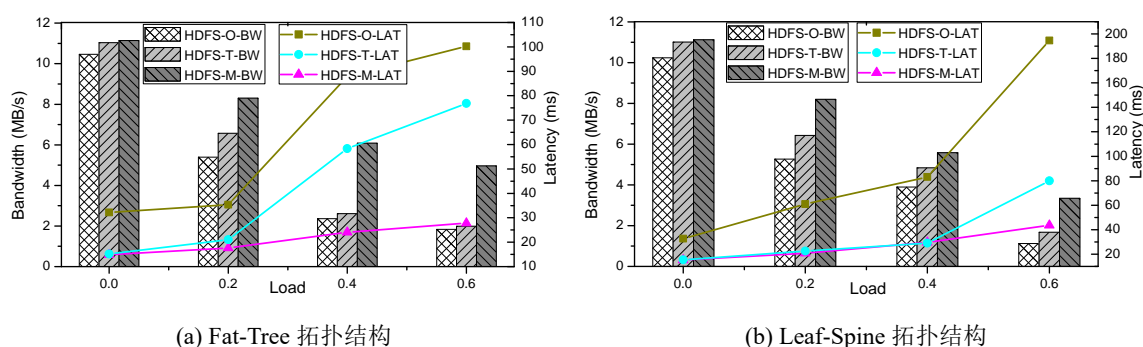 12
10
8
6
4
2
0
Bandwidth (MB/s)
HDFS-O-BW
HDFS-T-BW
HDFS-M-BW
HDFS-O-LAT
HDFS-T-LAT
HDFS-M-LAT
110
100
90
80
70
60
50
40
30
20
10
Latency (ms)
0.0 0.2 0.4 0.6
Load
(a) Fat-Tree 拓扑结构
12
10
8
6
4
2
0
Bandwidth (MB/s)
HDFS-O-BW
HDFS-T-BW
HDFS-M-BW
HDFS-O-LAT
HDFS-T-LAT
HDFS-M-LAT
200
180
160
140
120
100
80
60
40
20
Latency (ms)
0.0 0.2 0.4 0.6
Load
(b) Leaf-Spine 拓扑结构